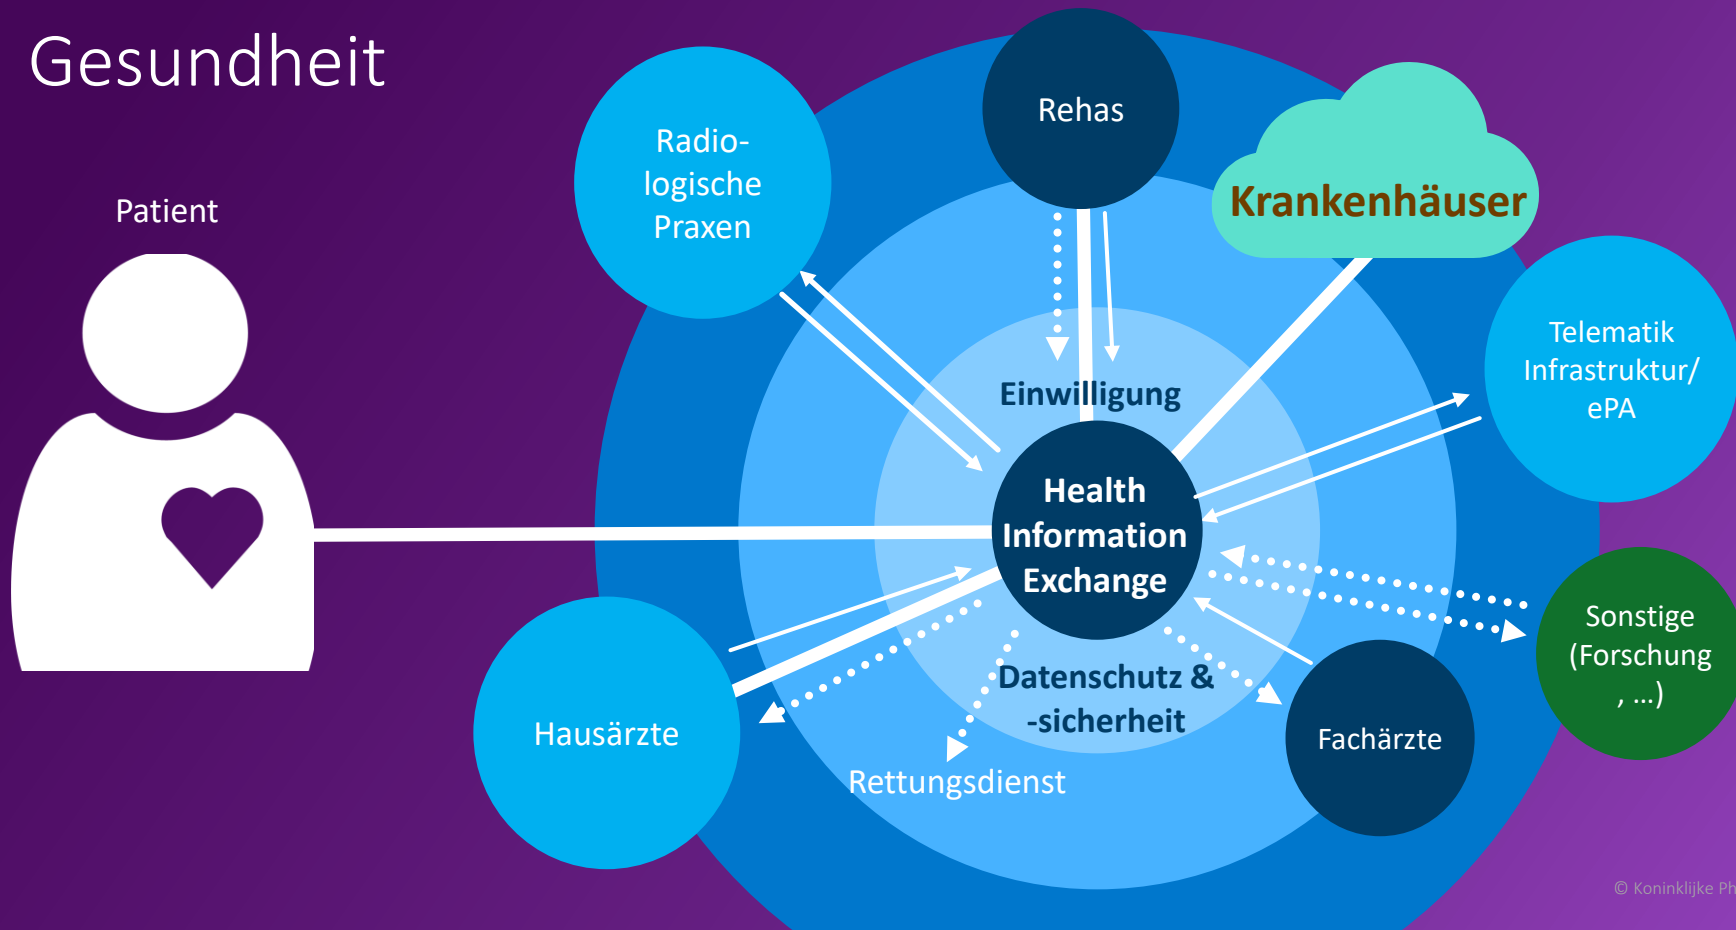 Gesundheit
Patient
Radio-
logische
Praxen
Rehas
Krankenhäuser
Telematik
Infrastruktur/
ePA
Einwilligung
Health
Information
Exchange
Datenschutz &
-sicherheit
Sonstige
(Forschung
, ...)
Fachärzte
Hausärzte
Rettungsdienst
© Koninklijke Ph